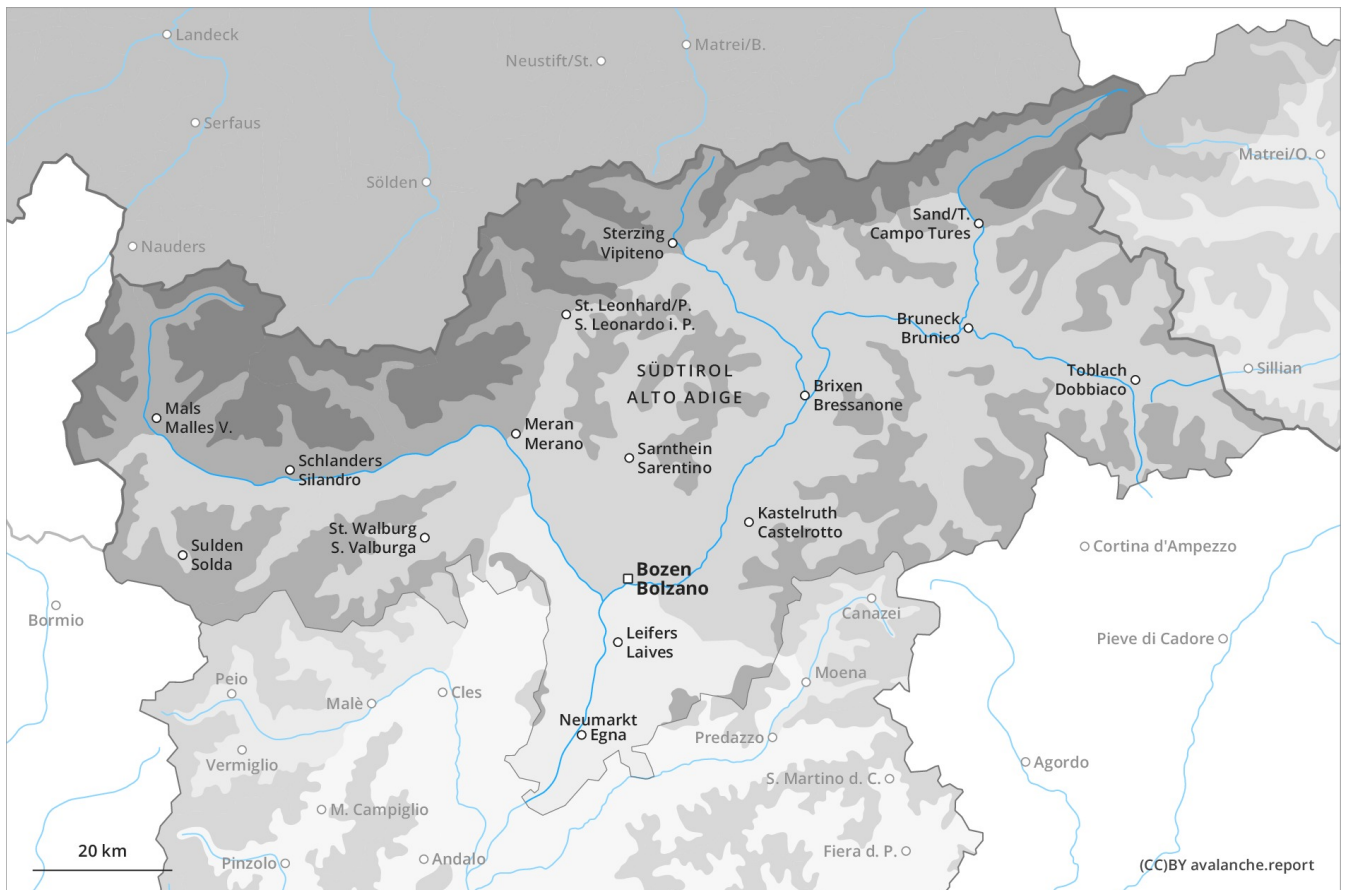 Landeck
Matrei/B.
Neustift/St.
Serfaus
Matrei/O.
Sölden
Sand/T.
Campo Tures
Nauders
Sterzing
Vipiteno
St. Leonhard/P.
S. Leonardo i. P.
Bruneck
Brunico
SÜDTIROL
ALTO ADIGE
Toblach
Dobbiaco
Sillian
Brixen
Bressanone
Mals
Malles V.
Meran
Merano
Schlanders
Silandro
Sarnthein
Sarentino
St. Walburg
S. Valburga
Kastelruth
Castelrotto
Sulden
Solda
Cortina d'Ampezzo
Bozen
Bolzano
Bormio
Canazei
Leifers
Laives
Pieve di Cadore
Peio
Moena
Malè
Cles
Neumarkt
Egna
Predazzo
Vermiglio
Agordo
S. Martino d. C.
M. Campiglio
20 km
Pinzolo
Andalo
Fiera d. P.
(CC)BY avalanche.report